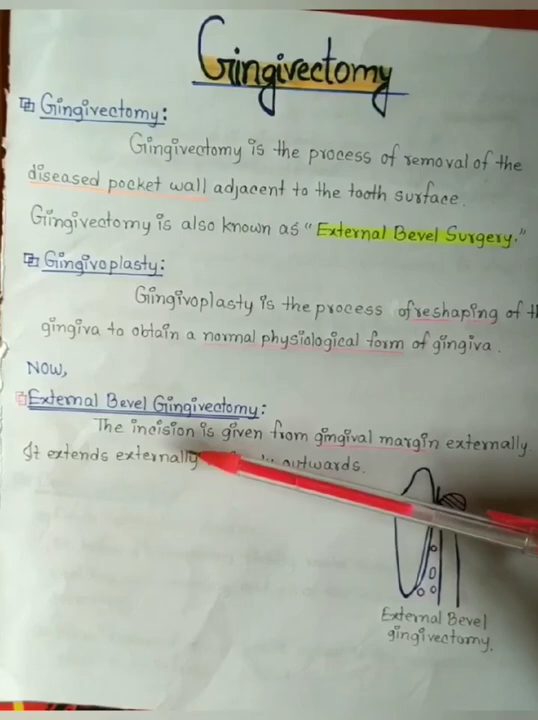 Gingivectomy
Gingivectomy:
Gingivectomy is the process of removal of the
diseased pocket wall adjacent to the tooth surface.
Gingivectomy is also known as "External Bevel Surgery."
Gingivoplasty:
Gingivoplasty is the process of reshaping of
gingiva to obtain a normal physiological form of gingiva.
NOW,
External Bevel Gingivectomy:
The incision is given from gingival margin externally.
It extends externally outwards.
External Bevel
gingivectomy.